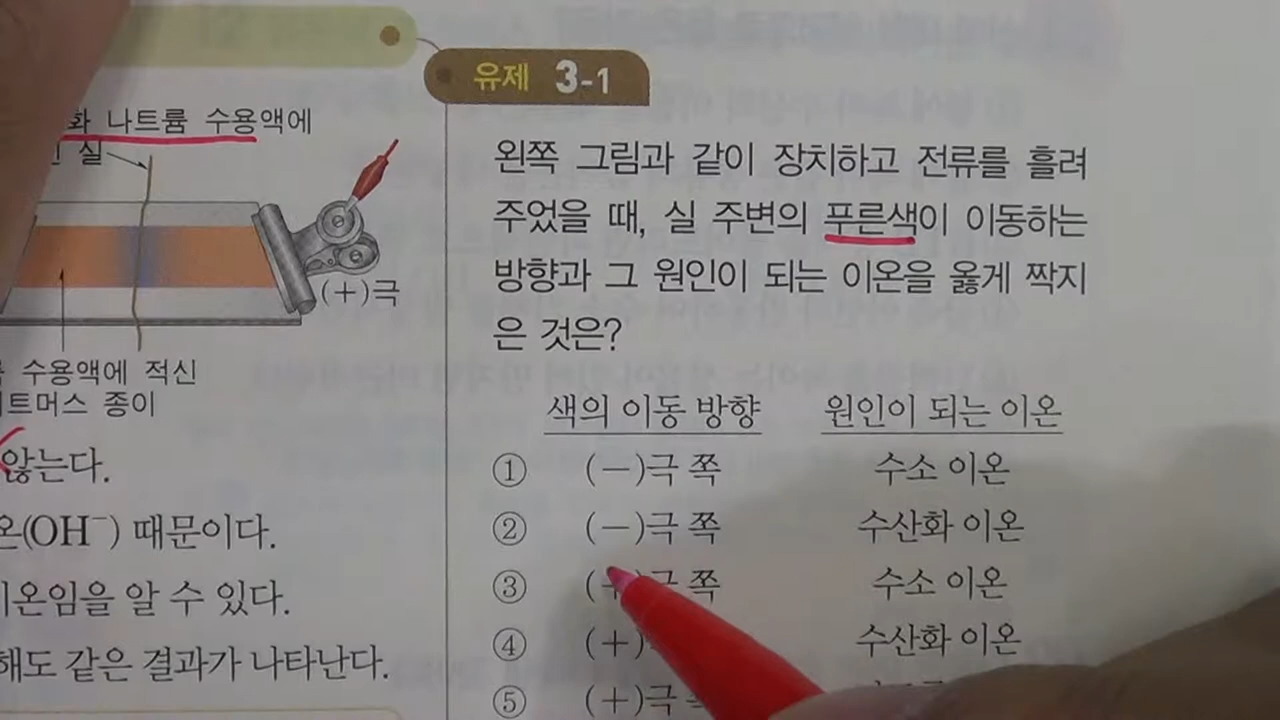 화 나트륨 수용액에
실
(+)극
수용액에 적신
트머스 종이
않는다.
온(OH⁻) 때문이다.
이온임을 알 수 있다.
해도 같은 결과가 나타난다.
유제 3-1
왼쪽 그림과 같이 장치하고 전류를 흘려
주었을 때, 실 주변의 푸른색이 이동하는
방향과 그 원인이 되는 이온을 옳게 짝지
은 것은?
색의 이동 방향 원인이 되는 이온
① (-)극 쪽 수소 이온
② (-)극 쪽 수산화 이온
③ (+)극 쪽 수소 이온
④ (+) 수산화 이온
⑤ (+)극